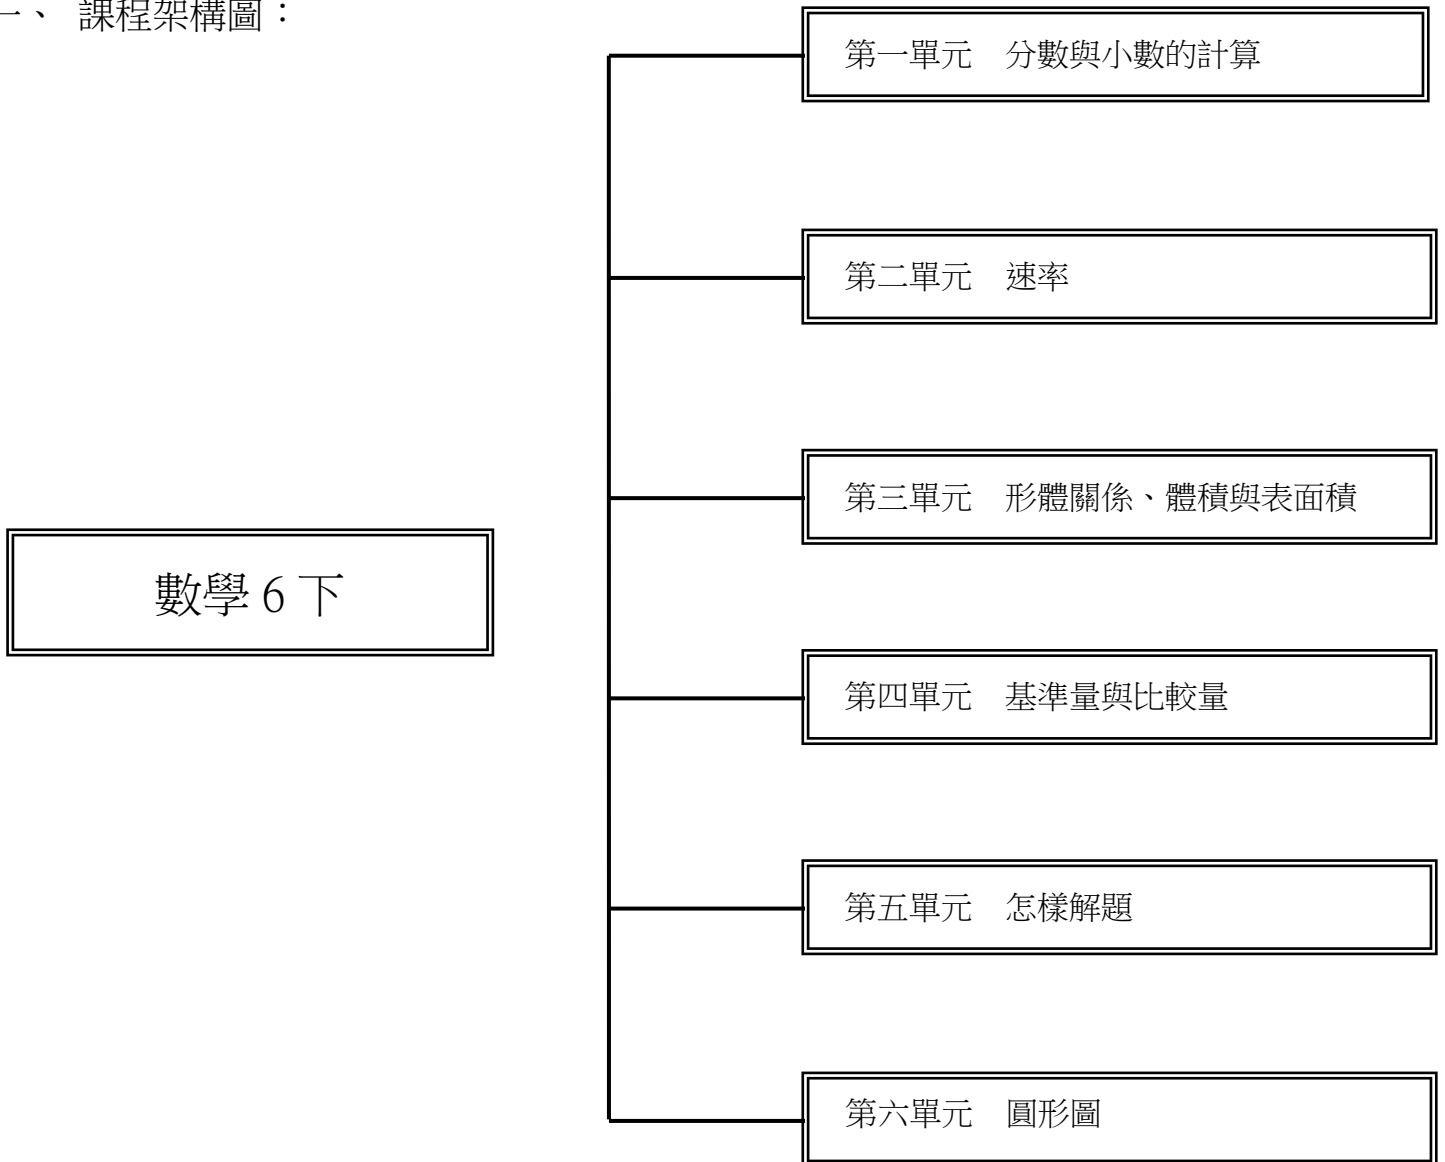 一、 課程架構圖：
第一單元　分數與小數的計算
第二單元　速率
第三單元　形體關係、體積與表面積
數學 6 下
第四單元　基準量與比較量
第五單元　怎樣解題
第六單元　圓形圖